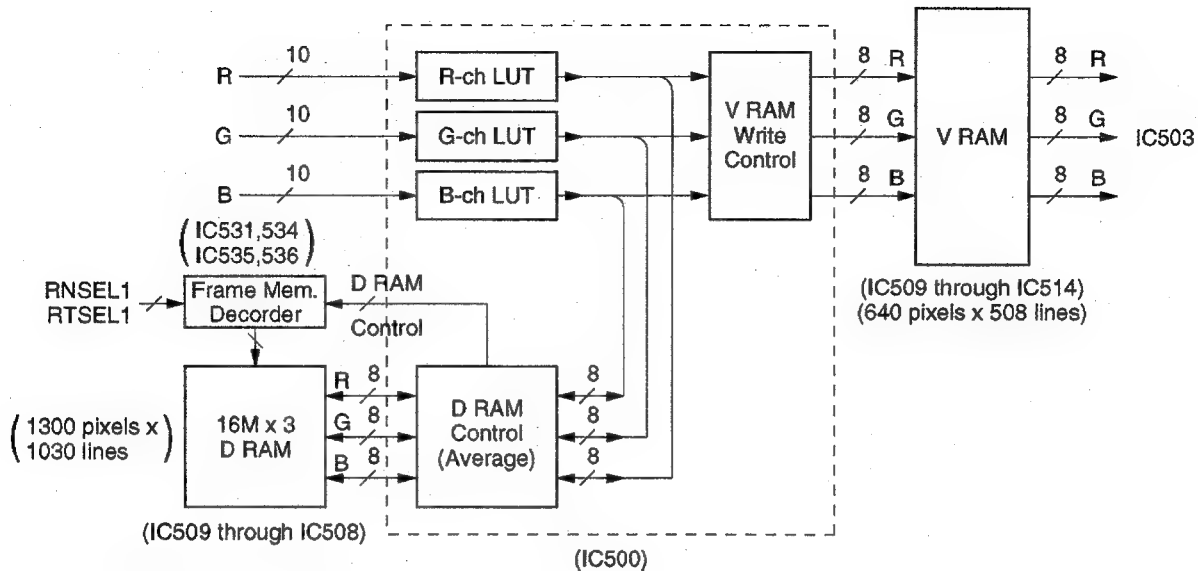 10
R
R-ch LUT
10
G
G-ch LUT
10
B
B-ch LUT
V RAM
Write
Control
8 R
8 G
8 B
V RAM
8 R
8 G
8 B
IC503
(IC509 through IC514)
(640 pixels x 508 lines)
(IC531,534
IC535,536)
RNSEL1
RTSEL1
Frame Mem.
Decorder
D RAM
Control
(1300 pixels x
1030 lines)
16M x 3
D RAM
R 8
G 8
B 8
D RAM
Control
(Average)
8
8
8
(IC509 through IC508)
(IC500)